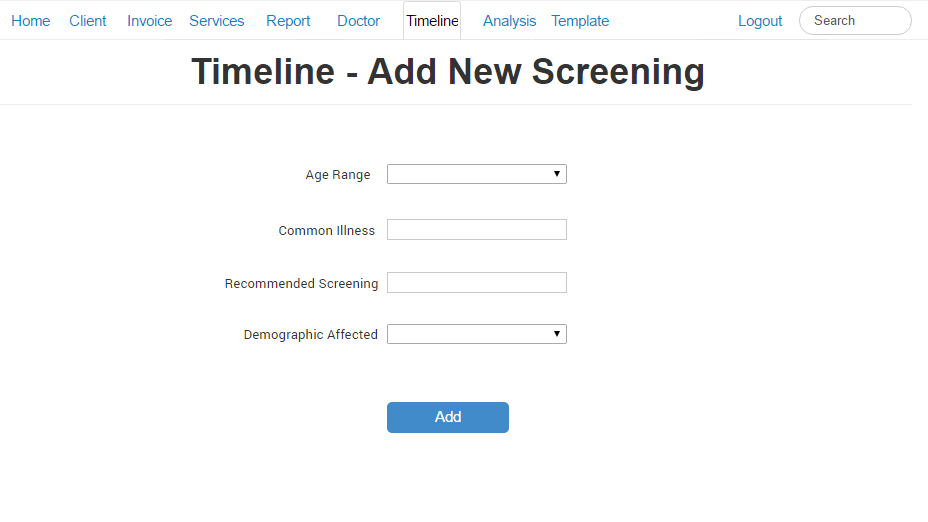 Home Client Invoice Services Report Doctor Timeline Analysis Template Logout Search
Timeline - Add New Screening
Age Range
Common Illness
Recommended Screening
Demographic Affected
Add